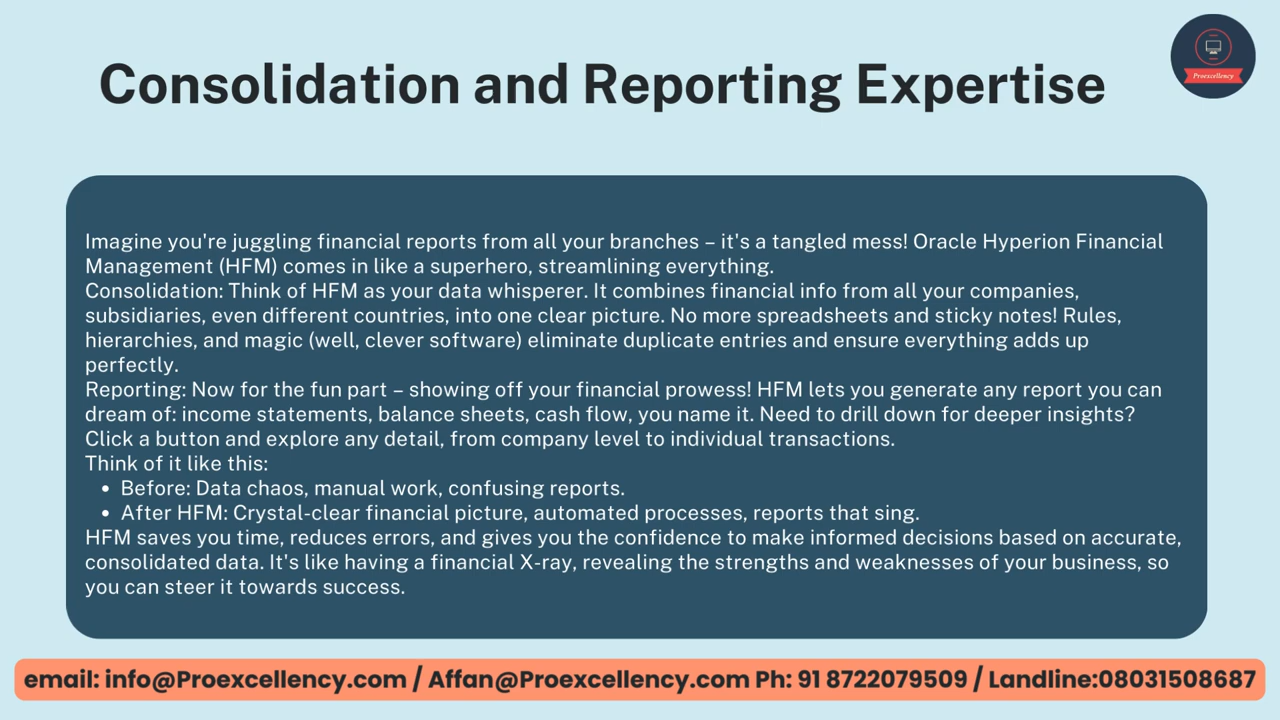 Consolidation and Reporting Expertise
Proexcellency
Imagine you're juggling financial reports from all your branches – it's a tangled mess! Oracle Hyperion Financial
Management (HFM) comes in like a superhero, streamlining everything.
Consolidation: Think of HFM as your data whisperer. It combines financial info from all your companies,
subsidiaries, even different countries, into one clear picture. No more spreadsheets and sticky notes! Rules,
hierarchies, and magic (well, clever software) eliminate duplicate entries and ensure everything adds up
perfectly.
Reporting: Now for the fun part – showing off your financial prowess! HFM lets you generate any report you can
dream of: income statements, balance sheets, cash flow, you name it. Need to drill down for deeper insights?
Click a button and explore any detail, from company level to individual transactions.
Think of it like this:
• Before: Data chaos, manual work, confusing reports.
• After HFM: Crystal-clear financial picture, automated processes, reports that sing.
HFM saves you time, reduces errors, and gives you the confidence to make informed decisions based on accurate,
consolidated data. It's like having a financial X-ray, revealing the strengths and weaknesses of your business, so
you can steer it towards success.
email: info@Proexcellency.com / Affan@Proexcellency.com Ph: 91 8722079509 / Landline:08031508687